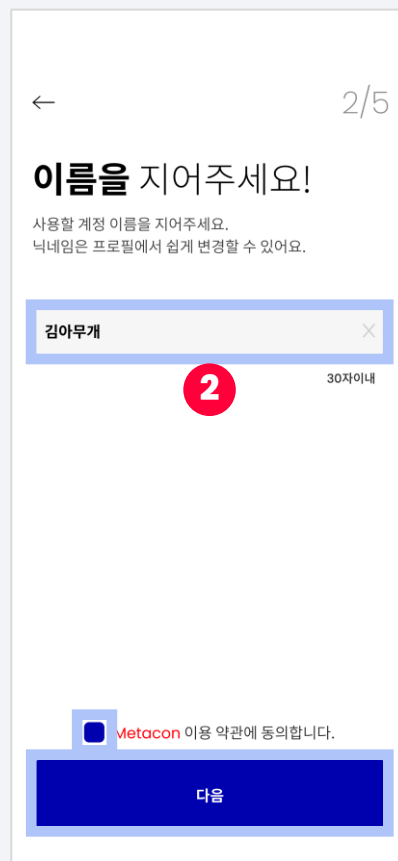 ←
2/5
이름을 지어주세요!
사용할 계정 이름을 지어주세요.
닉네임은 프로필에서 쉽게 변경할 수 있어요.
김아무개
30자이내
2
Metacon 이용 약관에 동의합니다.
다음